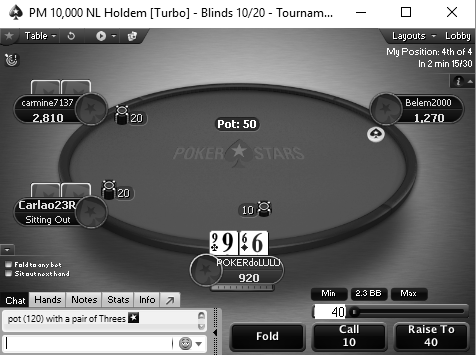 PM 10,000 NL Holdem [Turbo] - Blinds 10/20 - Tournam...
Table
Layouts
Lobby
My Position: 4th of 4
In 2 min 15/30
i
carmine7137
2,810
20
Pot: 50
Belem2000
1,270
POKER STARS
Carlao23R
Sitting Out
20
10
9 6
POKERdoLULU
920
Fold to any bet
Sit out next hand
Chat Hands Notes Stats Info
pot (120) with a pair of Threes
Min 2.3 BB Max
40
Fold
Call
10
Raise To
40